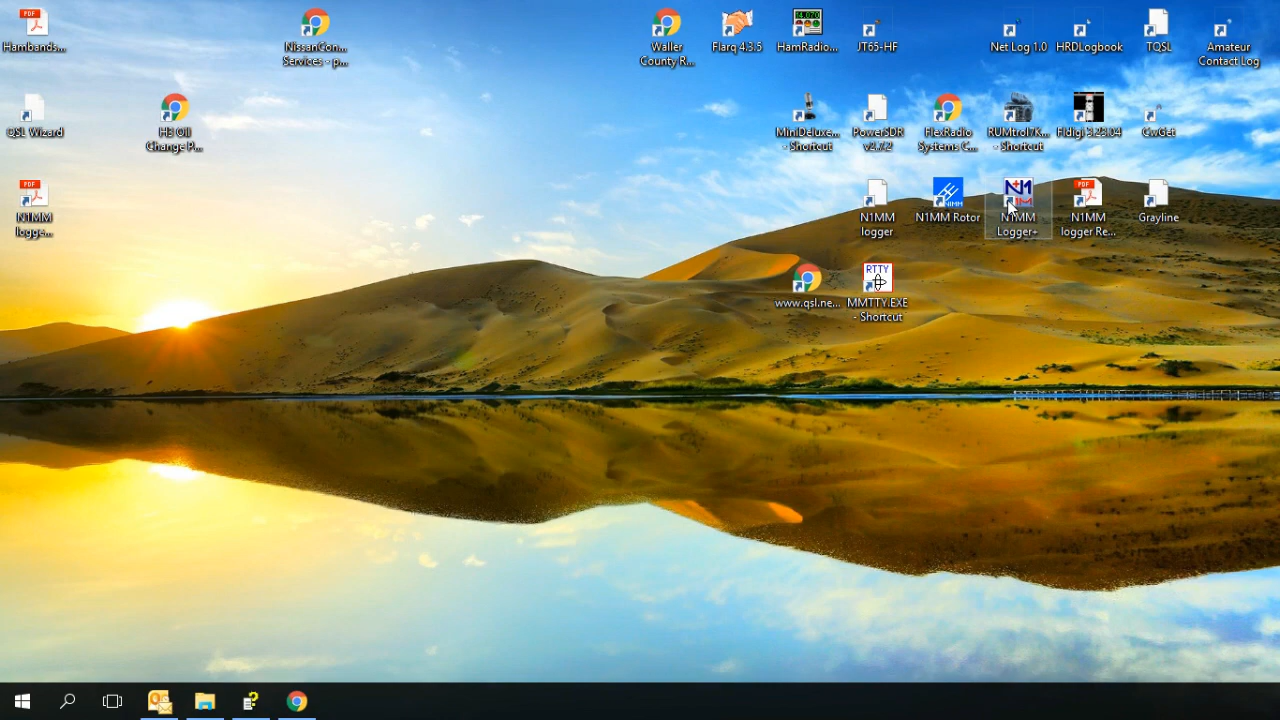 Hambands...
NissanCon...
Services - p...
Waller
County R...
Flarq 4.3.5
HamRadio...
JT65-HF
Net Log 1.0
HRDLogbook
TQSL
Amateur
Contact Log
QSL Wizard
H3 Oil
Change P...
MiniDeluxe...
- Shortcut
PowerSDR
v2.7.2
FlexRadio
Systems C...
RUMtrol7K...
- Shortcut
Fldigi 3.23.04
CwGet
N1MM
logge...
N1MM
logger
N1MM Rotor
N1MM
Logger+
N1MM
logger Re...
Grayline
www.qsl.ne...
MMTTY.EXE
- Shortcut